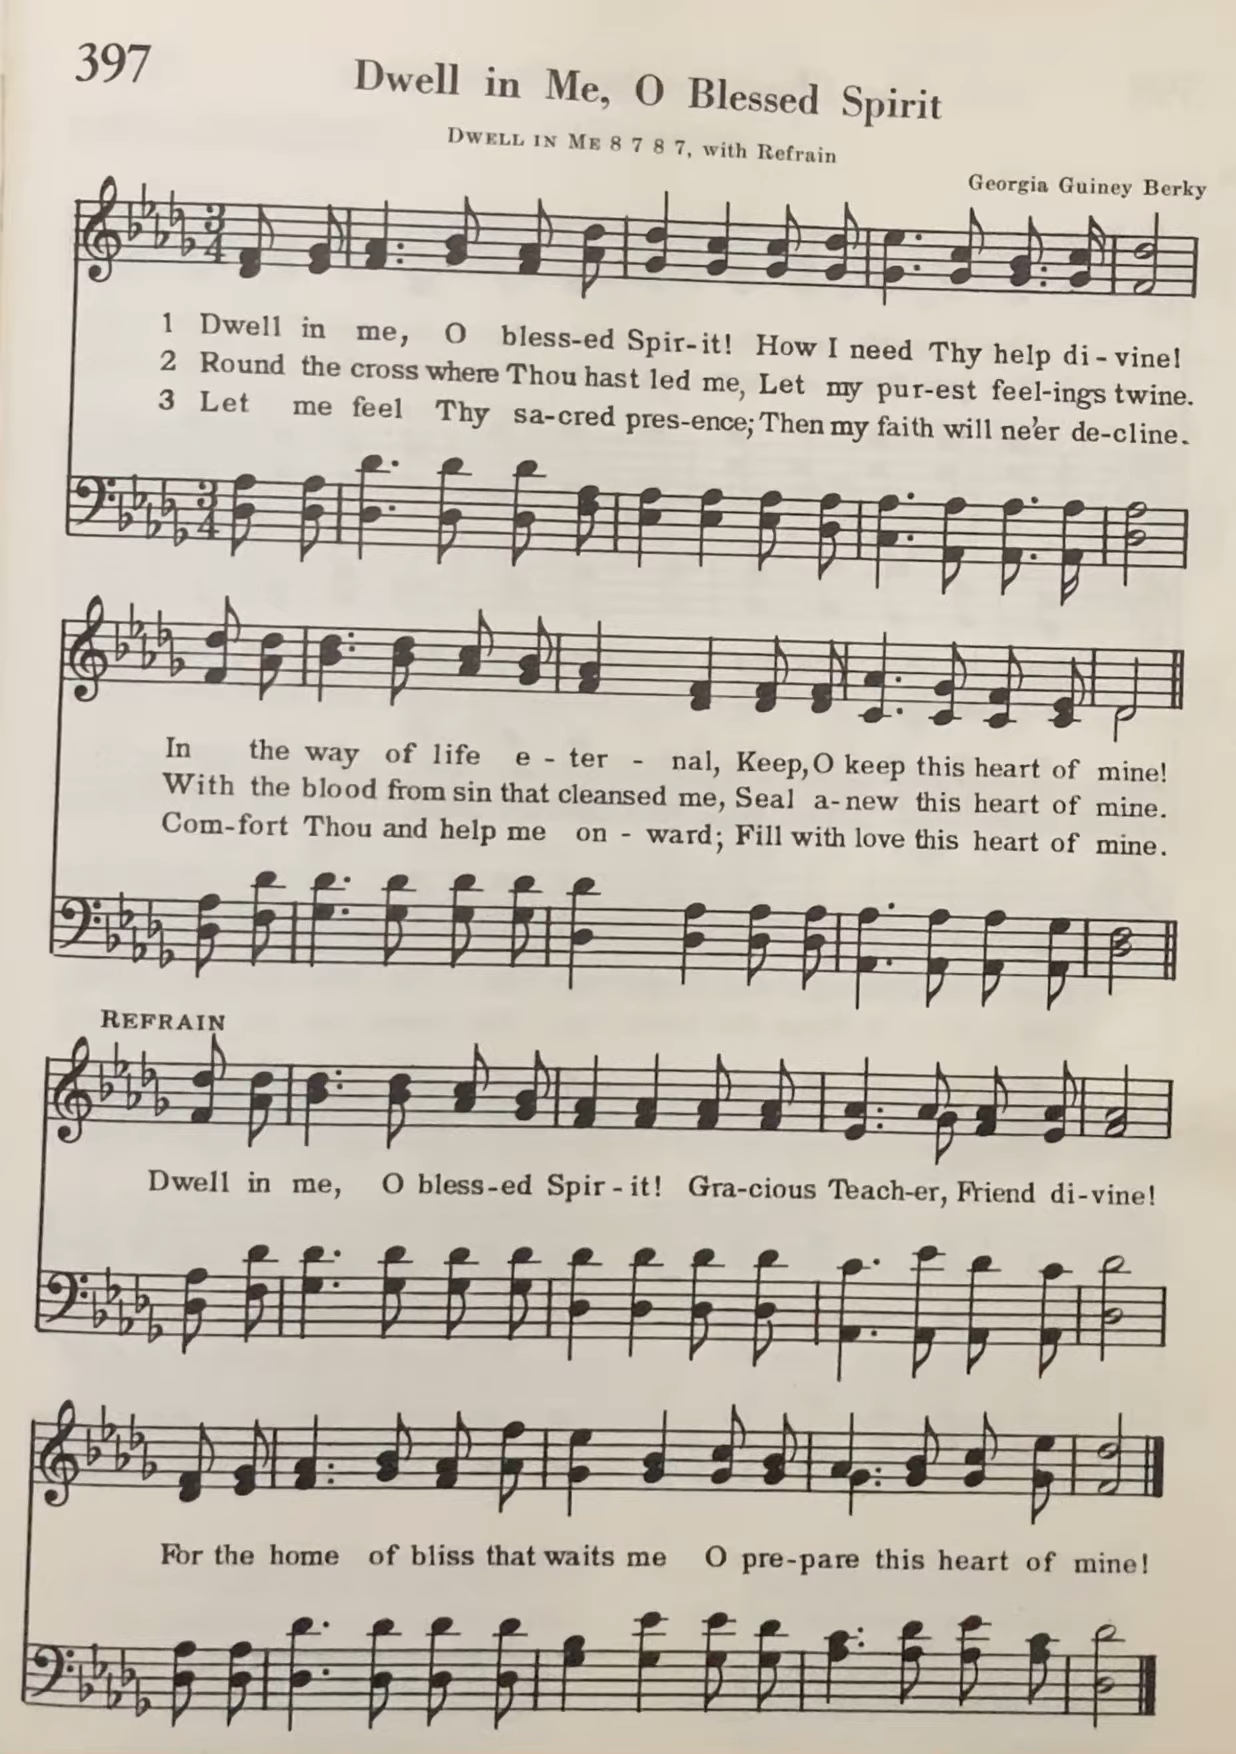 397
Dwell in Me, O Blessed Spirit
DWELL IN ME 8 7 8 7, with Refrain
Georgia Guiney Berky
3
4
1 Dwell in me, O bless-ed Spir-it! How I need Thy help di-vine!
2 Round the cross where Thou hast led me, Let my pur-est feel-ings twine.
3 Let me feel Thy sa-cred pres-ence; Then my faith will ne'er de-cline.
3
4
In the way of life e - ter - nal, Keep, O keep this heart of mine!
With the blood from sin that cleansed me, Seal a-new this heart of mine.
Com-fort Thou and help me on - ward; Fill with love this heart of mine.
REFRAIN
Dwell in me, O bless-ed Spir-it! Gra-cious Teach-er, Friend di-vine!
For the home of bliss that waits me O pre-pare this heart of mine!